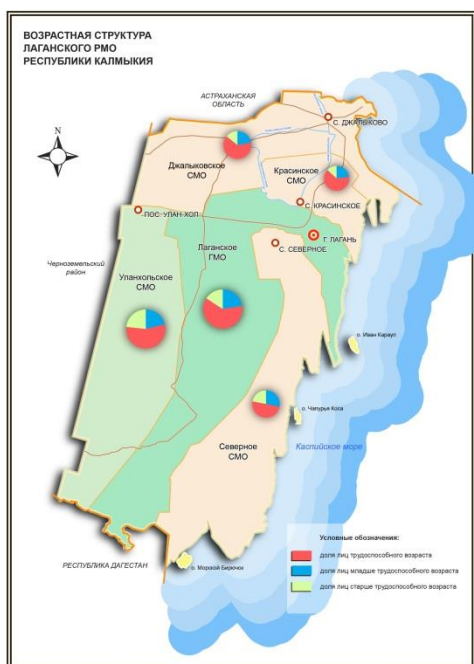 ВОЗРАСТНАЯ СТРУКТУРА
ЛАГАНСКОГО РМО
РЕСПУБЛИКИ КАЛМЫКИЯ
АСТРАХАНСКАЯ
ОБЛАСТЬ
N
С. ДЖАЛЫКОВО
Джалыковское
СМО
Красинское
СМО
С. КРАСИНСКОЕ
ПОС. УЛАН-ХОЛ
Г. ЛАГАНЬ
Лаганское
ГМО
С. СЕВЕРНОЕ
Черноземельский
район
Уланхольское
СМО
о. Иван Караул
о. Чапурья Коса
Каспийское море
Северное
СМО
Условные обозначения:
доля лиц трудоспособного возраста
доля лиц младше трудоспособного возраста
доля лиц старше трудоспособного возраста
РЕСПУБЛИКА ДАГЕСТАН
о. Морской Бирючок